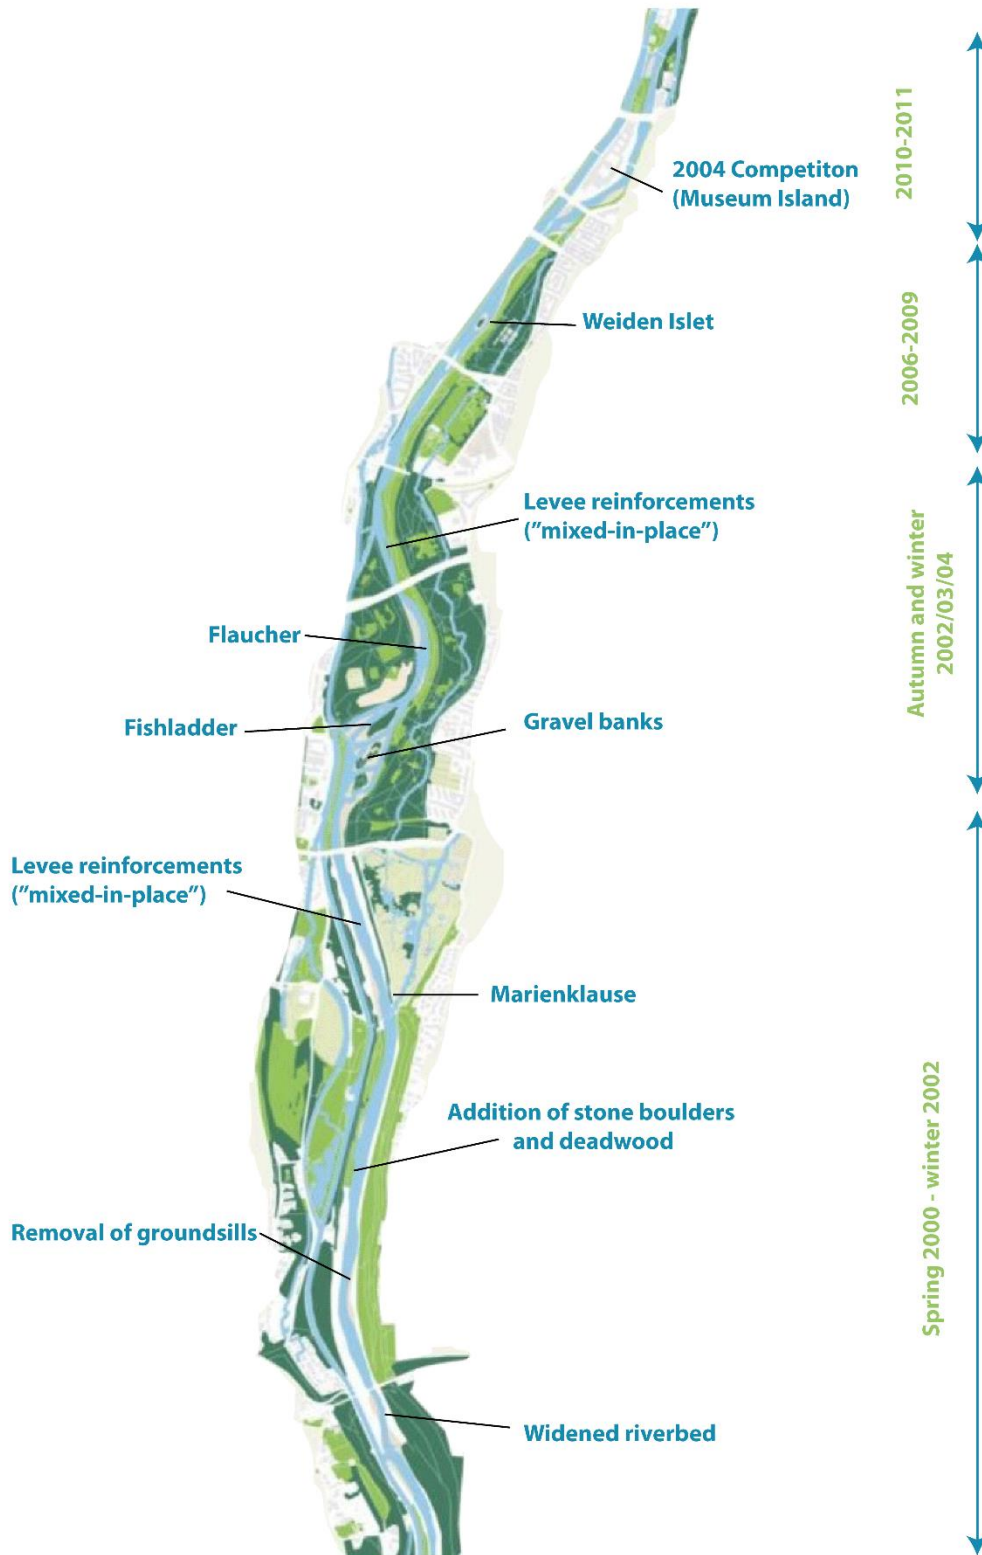 2010-2011
2004 Competiton
(Museum Island)
2006-2009
Weiden Islet
Levee reinforcements
(”mixed-in-place”)
Autumn and winter
2002/03/04
Flaucher
Fishladder
Gravel banks
Levee reinforcements
(”mixed-in-place”)
Marienklause
Spring 2000 - winter 2002
Addition of stone boulders
and deadwood
Removal of groundsills
Widened riverbed